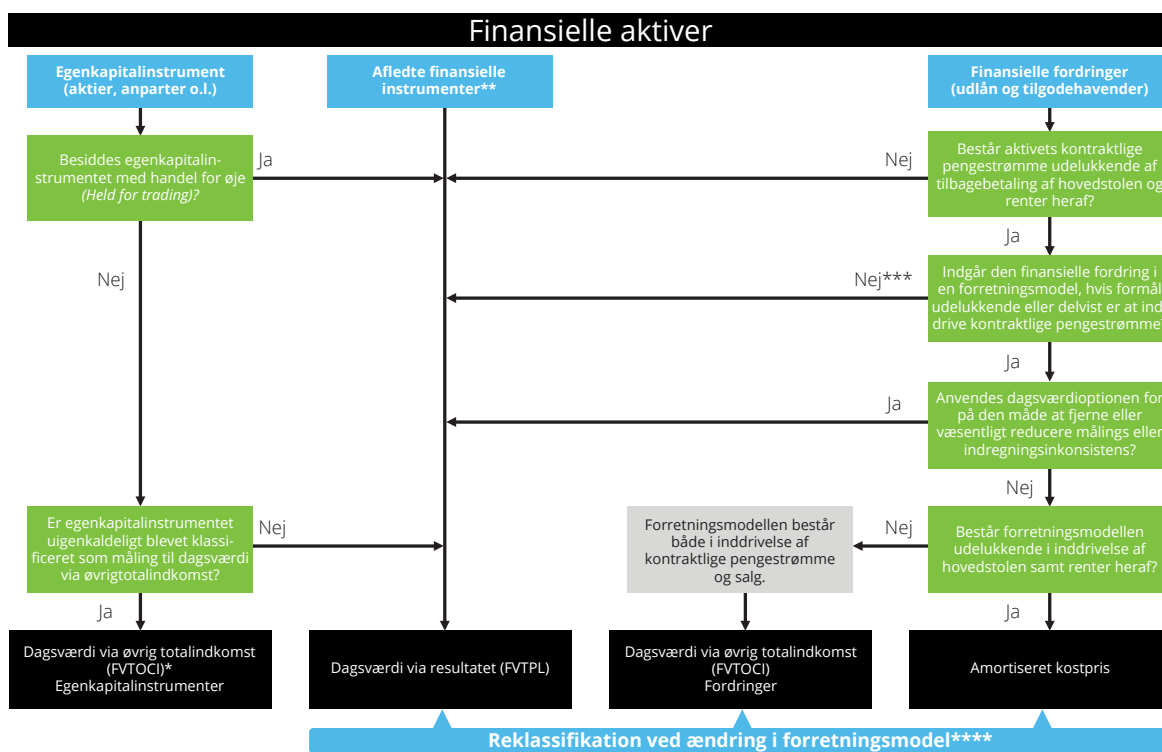 Finansielle aktiver
Egenkapitalinstrument
(aktier, anparter o.l.)
Afledte finansielle
instrumenter**
Finansielle fordringer
(udlån og tilgodehavender)
Besiddes egenkapitalin-
strumentet med handel for øje
(Held for trading)?
Ja
Nej
Består aktivets kontraktlige
pengestrømme udelukkende af
tilbagebetaling af hovedstolen og
renter heraf?
Ja
Nej
Nej***
Indgår den finansielle fordring i
en forretningsmodel, hvis formål
udelukkende eller delvist er at ind
drive kontraktlige pengestrømme?
Ja
Ja
Anvendes dagsværdioptionen for
på den måde at fjerne eller
væsentligt reducere målings eller
indregningsinkonsistens?
Nej
Er egenkapitalinstrumentet
uigenkaldeligt blevet klassi-
ficeret som måling til dagsværdi
via øvrigtotalindkomst?
Nej
Forretningsmodellen består
både i inddrivelse af
kontraktlige pengestrømme
og salg.
Nej
Består forretningsmodellen
udelukkende i inddrivelse af
hovedstolen samt renter heraf?
Ja
Ja
Dagsværdi via øvrig totalindkomst
(FVTOCI)*
Egenkapitalinstrumenter
Dagsværdi via resultatet (FVTPL)
Dagsværdi via øvrig totalindkomst
(FVTOCI)
Fordringer
Amortiseret kostpris
Reklassifikation ved ændring i forretningsmodel****